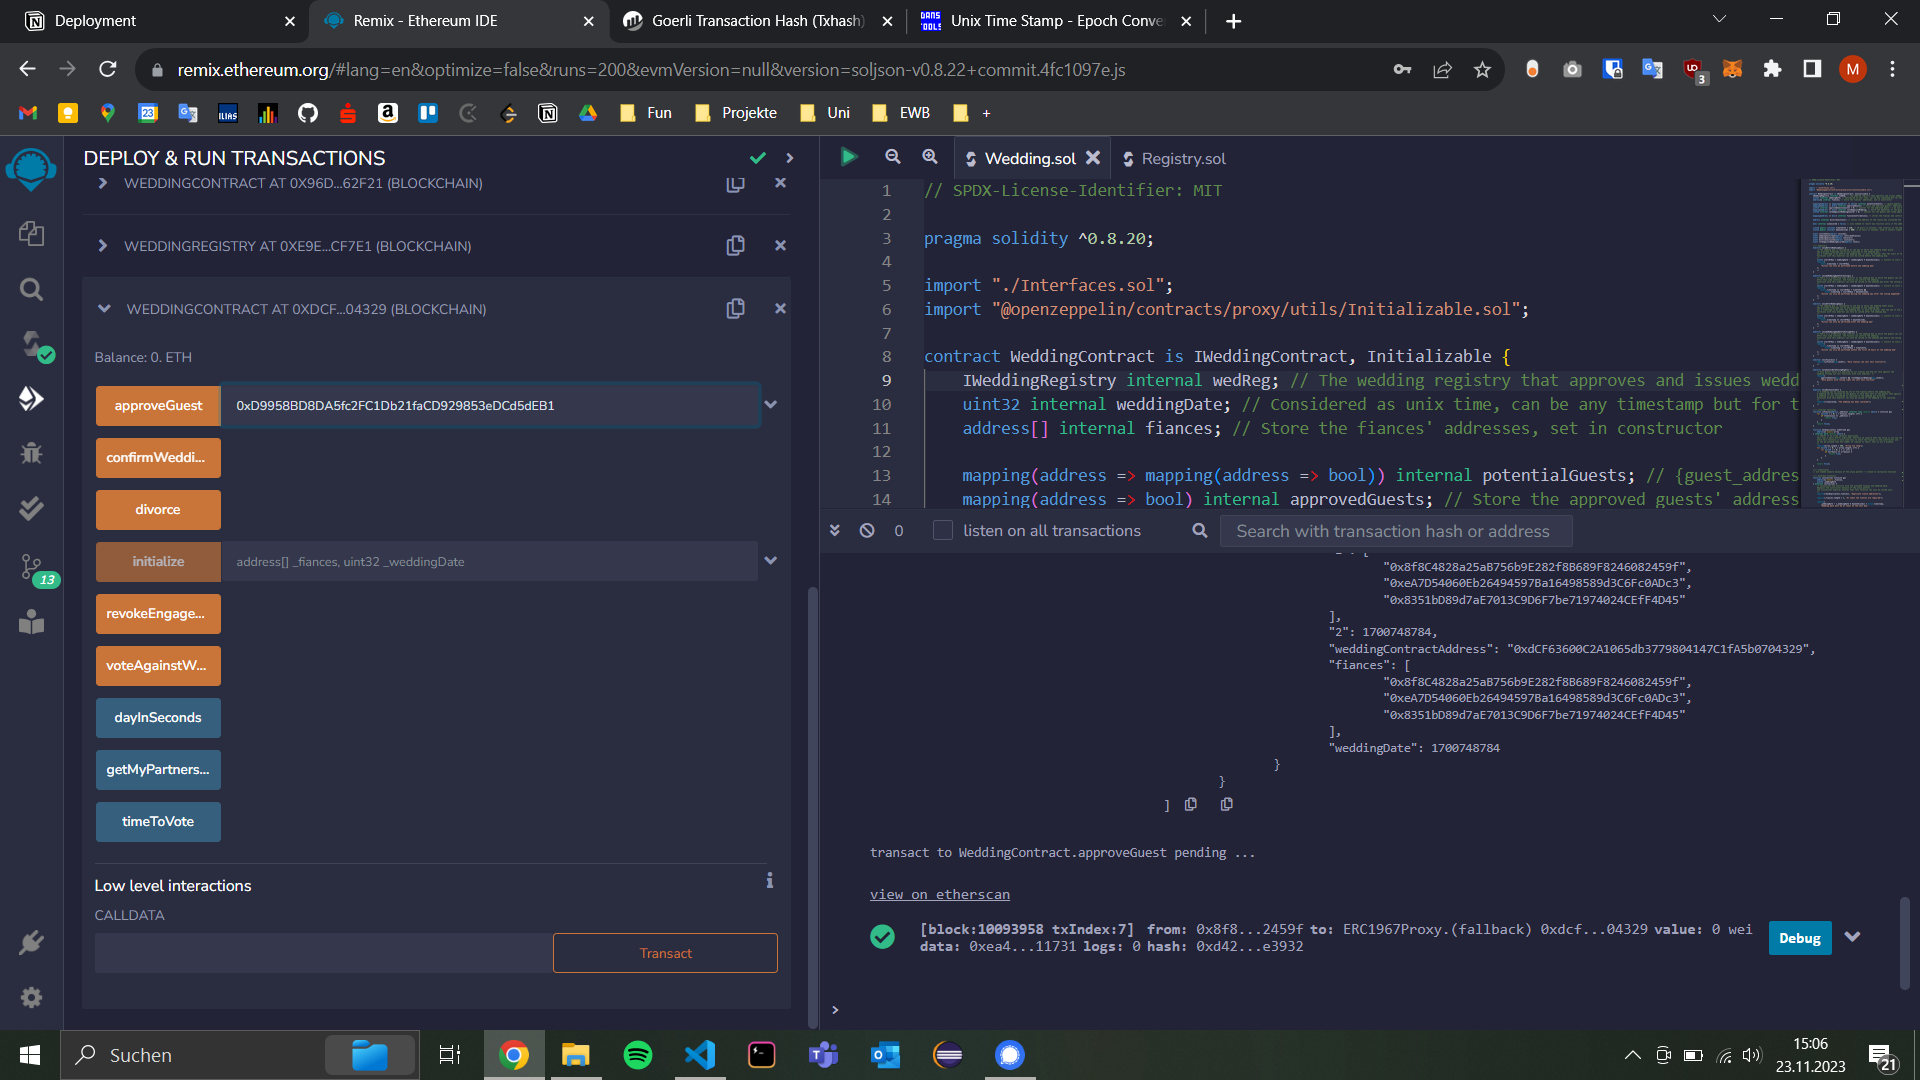 Deployment
Remix - Ethereum IDE
Goerli Transaction Hash (Txhash)
Unix Time Stamp - Epoch Conve
remix.ethereum.org/#lang=en&optimize=false&runs=200&evmVersion=null&version=soljson-v0.8.22+commit.4fc1097e.js
3
M
23
ILIAS
Fun
Projekte
Uni
EWB
+
DEPLOY & RUN TRANSACTIONS
WEDDINGCONTRACT AT 0X96D...62F21 (BLOCKCHAIN)
WEDDINGREGISTRY AT 0XE9E...CF7E1 (BLOCKCHAIN)
WEDDINGCONTRACT AT 0XDCF...04329 (BLOCKCHAIN)
Balance: 0. ETH
approveGuest 0xD9958BD8DA5fc2FC1Db21faCD929853eDCd5dEB1
confirmWeddi...
divorce
initialize address[] _fiances, uint32 _weddingDate
13
revokeEngage...
voteAgainstW...
dayInSeconds
getMyPartners...
timeToVote
Low level interactions
CALLDATA
Transact
Wedding.sol
Registry.sol
1 // SPDX-License-Identifier: MIT
2
3 pragma solidity ^0.8.20;
4
5 import "./Interfaces.sol";
6 import "@openzeppelin/contracts/proxy/utils/Initializable.sol";
7
8 contract WeddingContract is IWeddingContract, Initializable {
9 IWeddingRegistry internal wedReg; // The wedding registry that approves and issues wedd
10 uint32 internal weddingDate; // Considered as unix time, can be any timestamp but for t
11 address[] internal fiances; // Store the fiances' addresses, set in constructor
12
13 mapping(address => mapping(address => bool)) internal potentialGuests; // {guest_addres
14 mapping(address => bool) internal approvedGuests; // Store the approved guests' address
0
listen on all transactions
Search with transaction hash or address
"0x8f8C4828a25aB756b9E282f8B689F8246082459f",
"0xeA7D54060Eb26494597Ba16498589d3C6Fc0ADc3",
"0x8351bD89d7aE7013C9D6F7be71974024CEfF4D45"
],
"2": 1700748784,
"weddingContractAddress": "0xdCF63600C2A1065db3779804147C1fA5b0704329",
"fiances": [
"0x8f8C4828a25aB756b9E282f8B689F8246082459f",
"0xeA7D54060Eb26494597Ba16498589d3C6Fc0ADc3",
"0x8351bD89d7aE7013C9D6F7be71974024CEfF4D45"
],
"weddingDate": 1700748784
}
}
]
transact to WeddingContract.approveGuest pending ...
view on etherscan
[block:10093958 txIndex:7] from: 0x8f8...2459f to: ERC1967Proxy.(fallback) 0xdcf...04329 value: 0 wei
data: 0xea4...11731 logs: 0 hash: 0xd42...e3932
Debug
>
Suchen
15:06
23.11.2023
21